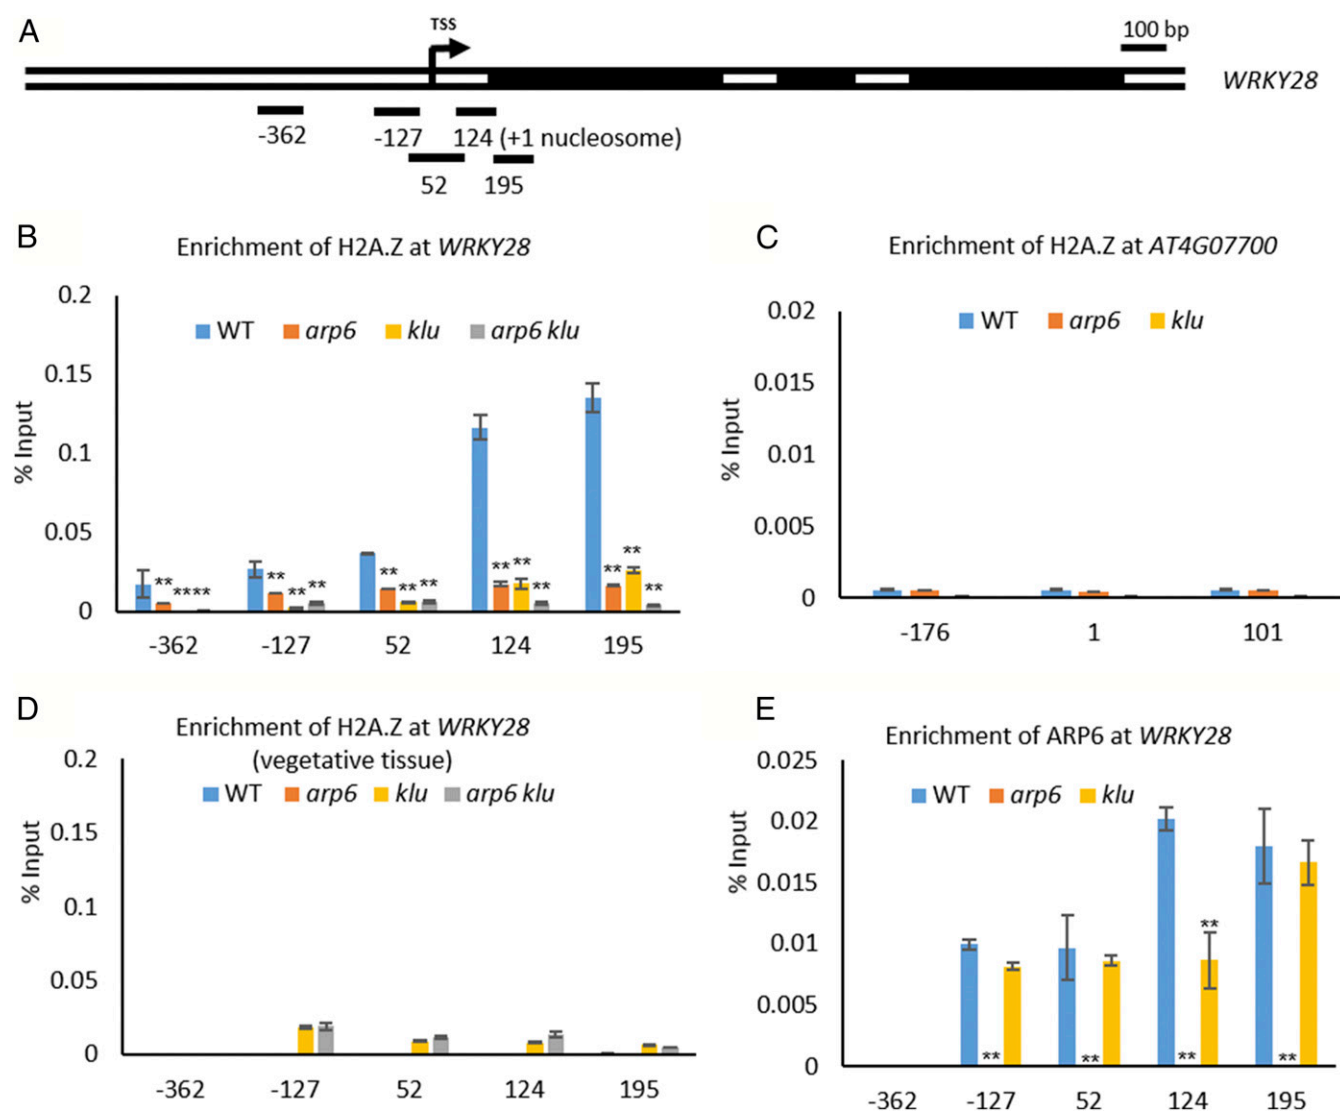 A
TSS
100 bp
WRKY28
-362
-127
124 (+1 nucleosome)
52
195
B
Enrichment of H2A.Z at WRKY28
0.2
WT
arp6
klu
arp6 klu
0.15
% Input
0.1
0.05
** **** ** ** ** ** ** ** ** ** ** ** ** **
0
-362
-127
52
124
195
C
Enrichment of H2A.Z at AT4G07700
0.02
WT
arp6
klu
0.015
% Input
0.01
0.005
0
-176
1
101
D
Enrichment of H2A.Z at WRKY28
(vegetative tissue)
0.2
WT
arp6
klu
arp6 klu
0.15
% Input
0.1
0.05
0
-362
-127
52
124
195
E
Enrichment of ARP6 at WRKY28
0.025
WT
arp6
klu
0.02
% Input
0.015
0.01
0.005
** ** ** ** **
0
-362
-127
52
124
195